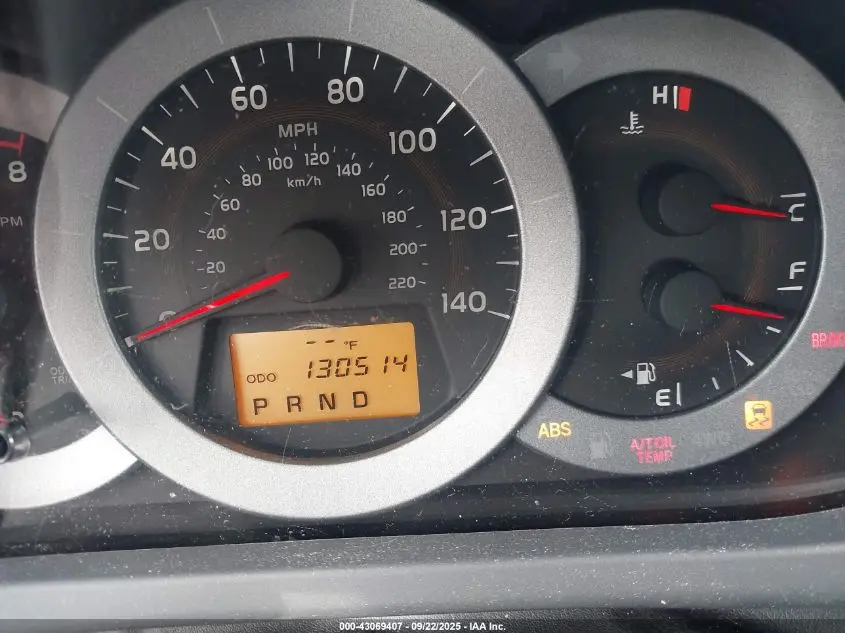 8
20
40
60
80
100
120
140
MPH
km/h
20
40
60
80
100
120
140
160
180
200
220
--°F
ODO 130514
P R N D
H
C
F
E
ABS
A/T OIL
TEMP
4WD
000-43069407 - 09/22/2025 - IAA Inc.